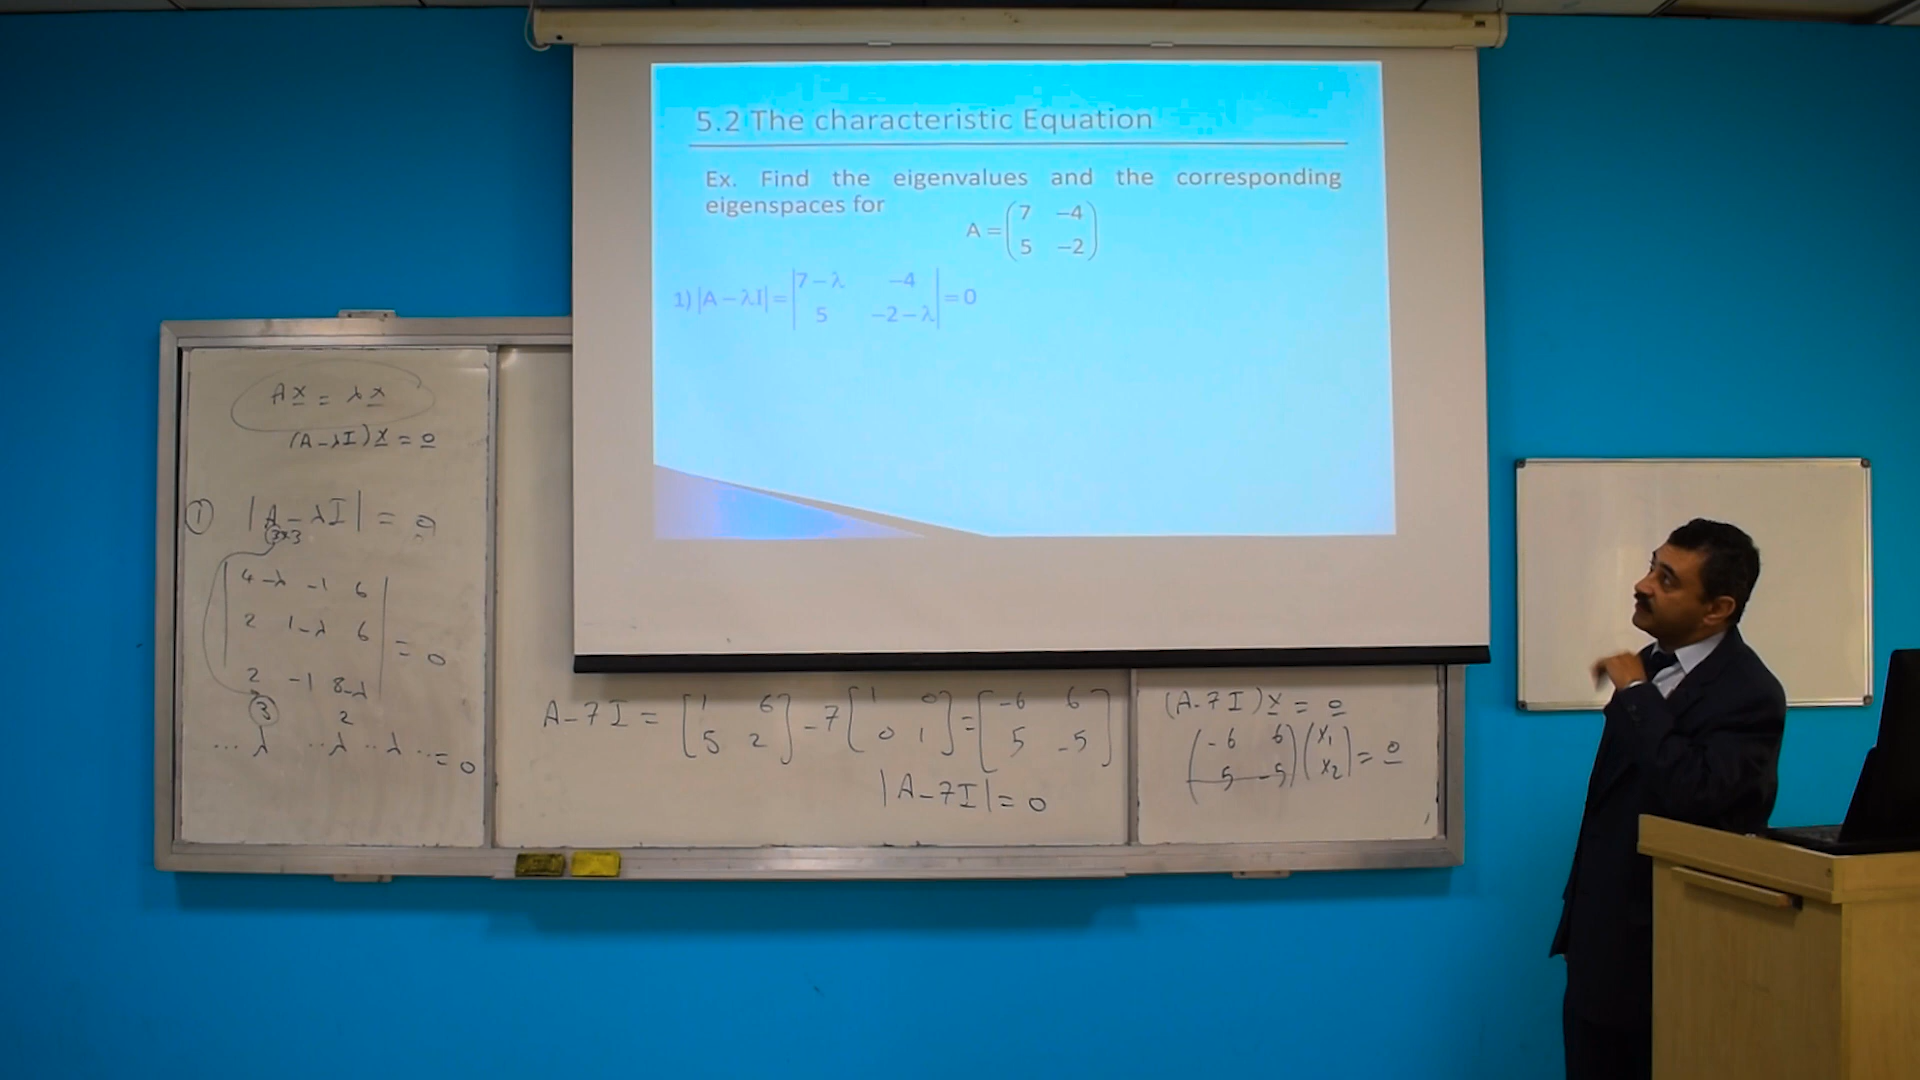 5.2 The characteristic Equation
Ex. Find the eigenvalues and the corresponding
eigenspaces for
A = (7 −4
5 −2)
1) |A − λI| = |7 − λ −4
5 −2 − λ| = 0
Ax = λx
(A - λI)x = 0
① |A - λI| = 0
3x3
|4-λ -1 6
2 1-λ 6
2 -1 8-λ| = 0
③ 2
... λ ..λ ..λ ..= 0
A - 7I = [1 6
5 2] - 7 [1 0
0 1] = [-6 6
5 -5]
|A - 7I| = 0
(A - 7I)x = 0
(-6 6
5 -5) (x1
x2) = 0